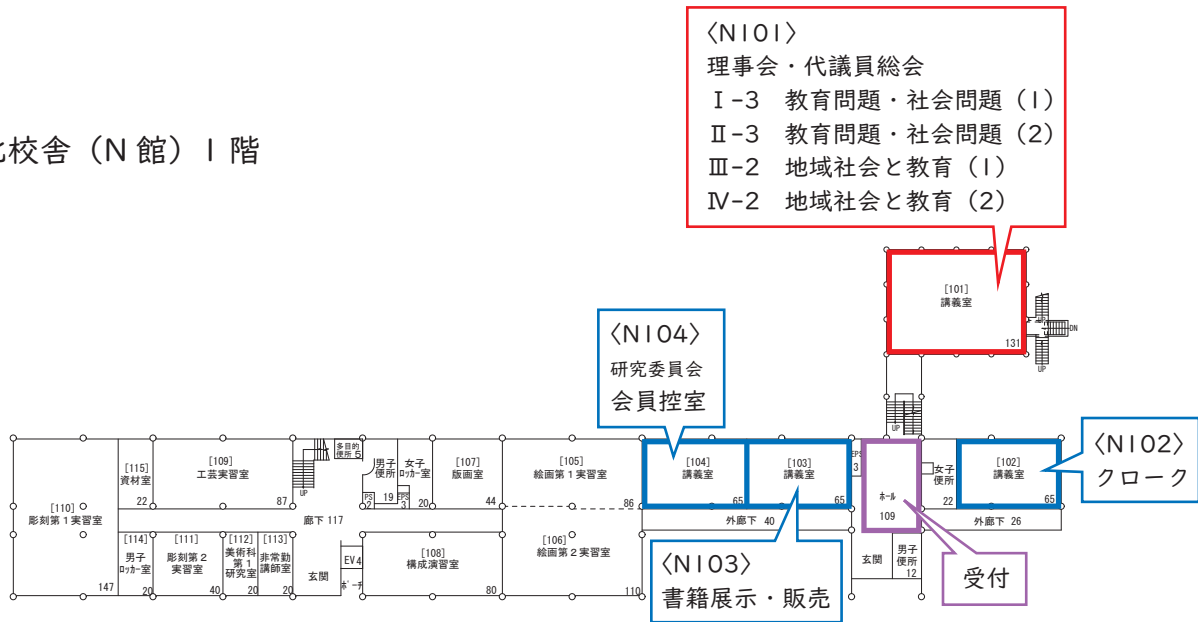 〈N101〉
理事会・代議員総会
Ⅰ-3 教育問題・社会問題（1）
Ⅱ-3 教育問題・社会問題（2）
Ⅲ-2 地域社会と教育（1）
Ⅳ-2 地域社会と教育（2）
校舎（N 館）1 階
[101]
講義室
131
UP
DN
UP
〈N104〉
研究委員会
会員控室
〈N102〉
クローク
UP
[110]
彫刻第1実習室
147
[115]
資材室
22
[109]
工芸実習室
87
UP
多目的
便所 5
男子
便所
19
PS
2
EPS
3
女子
ロッカー室
20
[107]
版画室
44
[105]
絵画第1実習室
86
[104]
講義室
65
[103]
講義室
65
EPS
3
ホール
109
女子
便所
22
[102]
講義室
65
廊下 117
外廊下 40
外廊下 26
[114]
男子
ロッカー室
20
[111]
彫刻第2
実習室
40
[112]
美術科
第1
研究室
20
[113]
非常勤
講師室
20
玄関
EV 4
ポーチ
[108]
構成演習室
80
[106]
絵画第2実習室
110
〈N103〉
書籍展示・販売
玄関
男子
便所
12
受付